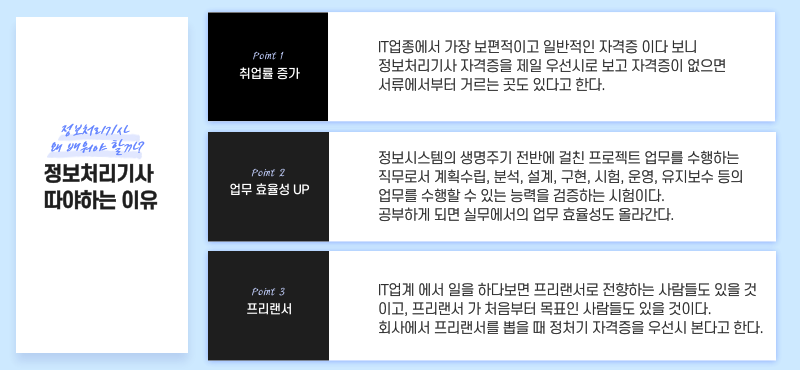 정보처리기사
왜 배워야 할까?
정보처리기사
따야하는 이유
Point 1
취업률 증가
IT업종에서 가장 보편적이고 일반적인 자격증 이다 보니
정보처리기사 자격증을 제일 우선시로 보고 자격증이 없으면
서류에서부터 거르는 곳도 있다고 한다.
Point 2
업무 효율성 UP
정보시스템의 생명주기 전반에 걸친 프로젝트 업무를 수행하는
직무로서 계획수립, 분석, 설계, 구현, 시험, 운영, 유지보수 등의
업무를 수행할 수 있는 능력을 검증하는 시험이다.
공부하게 되면 실무에서의 업무 효율성도 올라간다.
Point 3
프리랜서
IT업계 에서 일을 하다보면 프리랜서로 전향하는 사람들도 있을 것
이고, 프리랜서 가 처음부터 목표인 사람들도 있을 것이다.
회사에서 프리랜서를 뽑을 때 정처기 자격증을 우선시 본다고 한다.